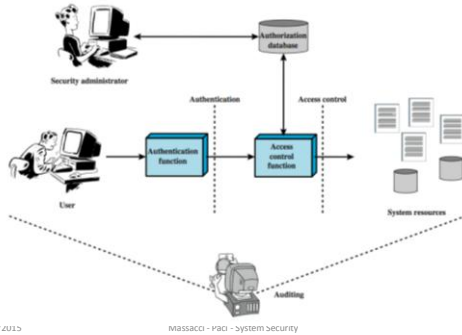 Authorization
database
Security administrator
Authentication
Access control
Authentication
function
Access
control
function
User
System resources
Auditing
2015
Massacci - Paci - System Security